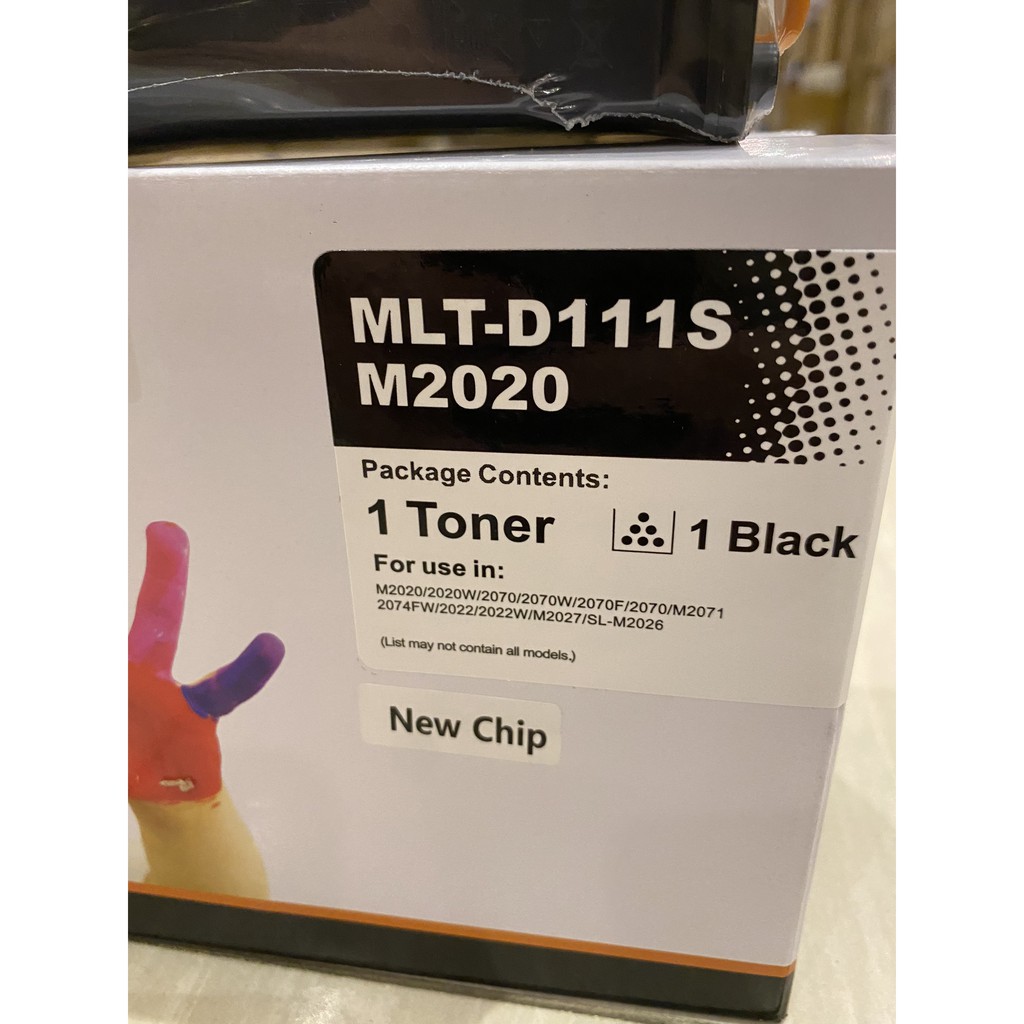 MLT-D111S
M2020
Package Contents:
1 Toner 1 Black
For use in:
M2020/2020W/2070/2070W/2070F/2070/M2071
2074FW/2022/2022W/M2027/SL-M2026
(List may not contain all models.)
New Chip